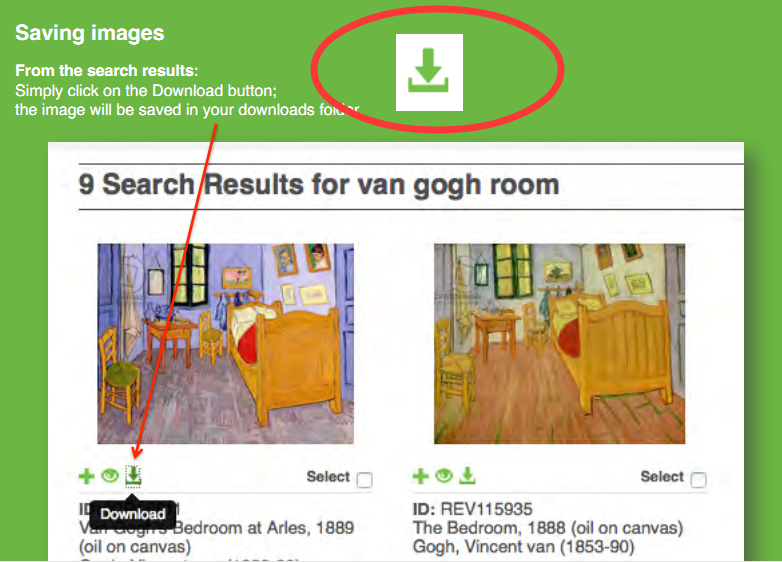 Saving images
From the search results:
Simply click on the Download button;
the image will be saved in your downloads folder
9 Search Results for van gogh room
Select
Select
Download
ID:
ID: REV115935
Van Gogh's Bedroom at Arles, 1889
(oil on canvas)
The Bedroom, 1888 (oil on canvas)
Gogh, Vincent van (1853-90)